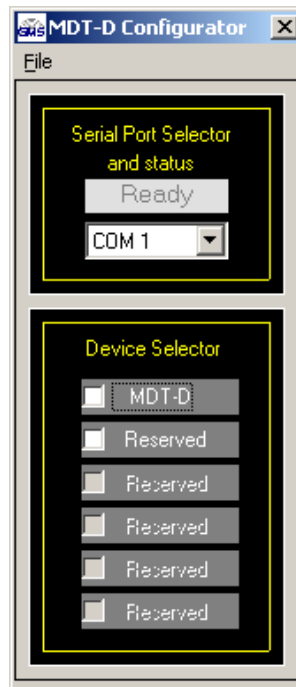 GMS MDT-D Configurator
File
Serial Port Selector
and status
Ready
COM 1
Device Selector
MDT-D
Reserved
Reserved
Reserved
Reserved
Reserved